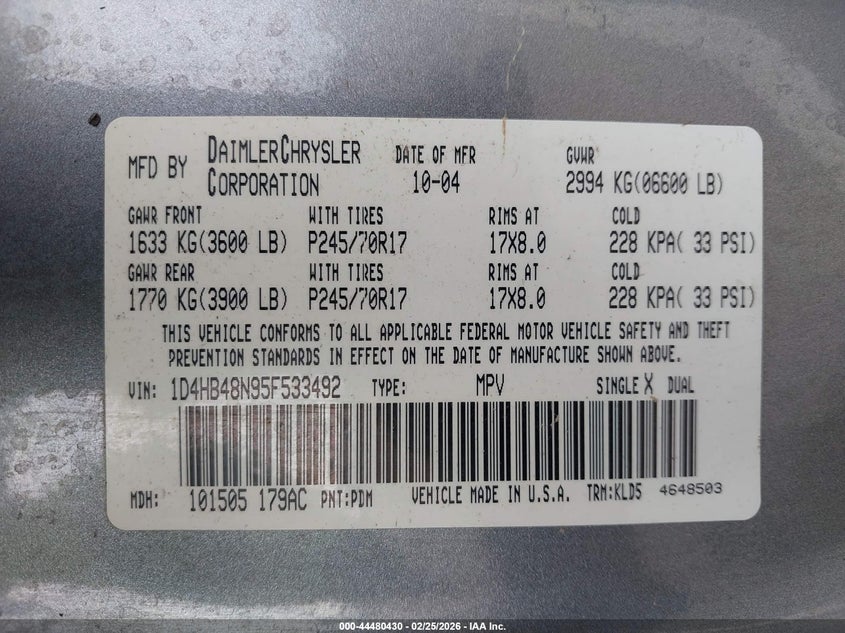 MFD BY DAIMLERCHRYSLER CORPORATION DATE OF MFR 10-04 GVWR 2994 KG(06600 LB)
GAWR FRONT WITH TIRES RIMS AT COLD
1633 KG(3600 LB) P245/70R17 17X8.0 228 KPA( 33 PSI)
GAWR REAR WITH TIRES RIMS AT COLD
1770 KG(3900 LB) P245/70R17 17X8.0 228 KPA( 33 PSI)
THIS VEHICLE CONFORMS TO ALL APPLICABLE FEDERAL MOTOR VEHICLE SAFETY AND THEFT
PREVENTION STANDARDS IN EFFECT ON THE DATE OF MANUFACTURE SHOWN ABOVE.
VIN: 1D4HB48N95F533492 TYPE: MPV SINGLE X DUAL
MDH: 101505 179AC PNT:PDM VEHICLE MADE IN U.S.A. TRM:KLD5 4648503
000-44480430 - 02/25/2026 - IAA Inc.